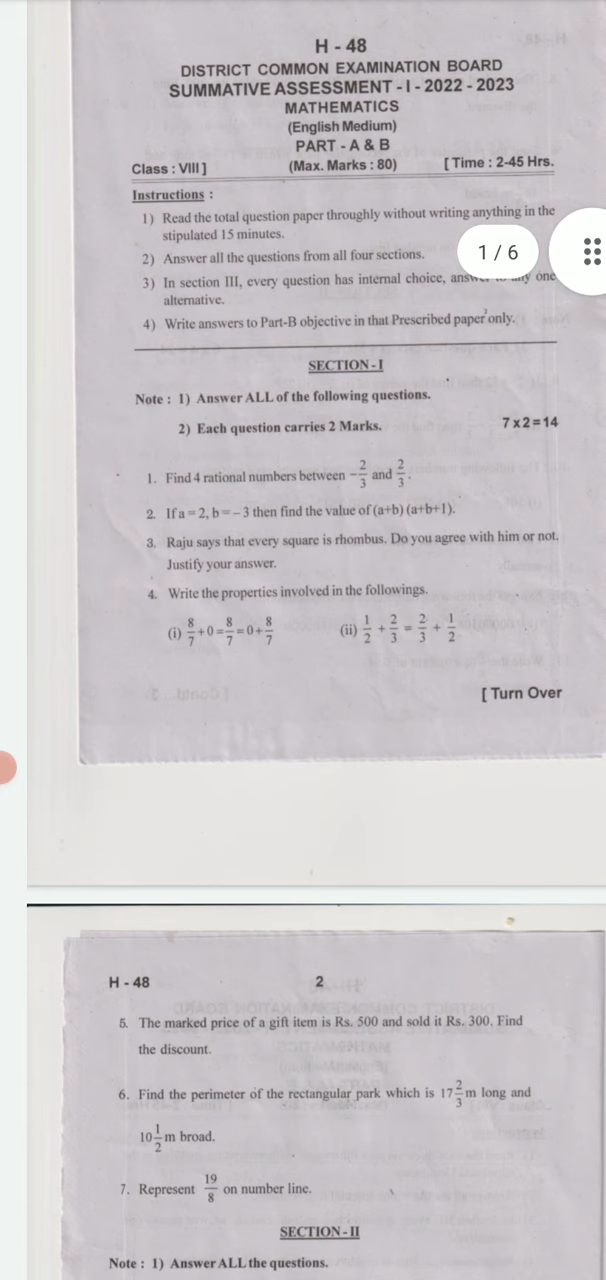 H - 48
DISTRICT COMMON EXAMINATION BOARD
SUMMATIVE ASSESSMENT - I - 2022 - 2023
MATHEMATICS
(English Medium)
PART - A & B
Class : VIII ] (Max. Marks : 80) [ Time : 2-45 Hrs.
Instructions :
1) Read the total question paper throughly without writing anything in the
stipulated 15 minutes.
2) Answer all the questions from all four sections.
1 / 6
3) In section III, every question has internal choice, answer to any one
alternative.
4) Write answers to Part-B objective in that Prescribed paper only.
SECTION - I
Note : 1) Answer ALL of the following questions.
2) Each question carries 2 Marks. 7 x 2 = 14
1. Find 4 rational numbers between -2/3 and 2/3.
2. If a = 2, b = - 3 then find the value of (a+b) (a+b+1).
3. Raju says that every square is rhombus. Do you agree with him or not.
Justify your answer.
4. Write the properties involved in the followings.
(i) 8/7 + 0 = 8/7 = 0 + 8/7 (ii) 1/2 + 2/3 = 2/3 + 1/2
[ Turn Over
H - 48 2
5. The marked price of a gift item is Rs. 500 and sold it Rs. 300. Find
the discount.
6. Find the perimeter of the rectangular park which is 17 2/3 m long and
10 1/2 m broad.
7. Represent 19/8 on number line.
SECTION - II
Note : 1) Answer ALL the questions.